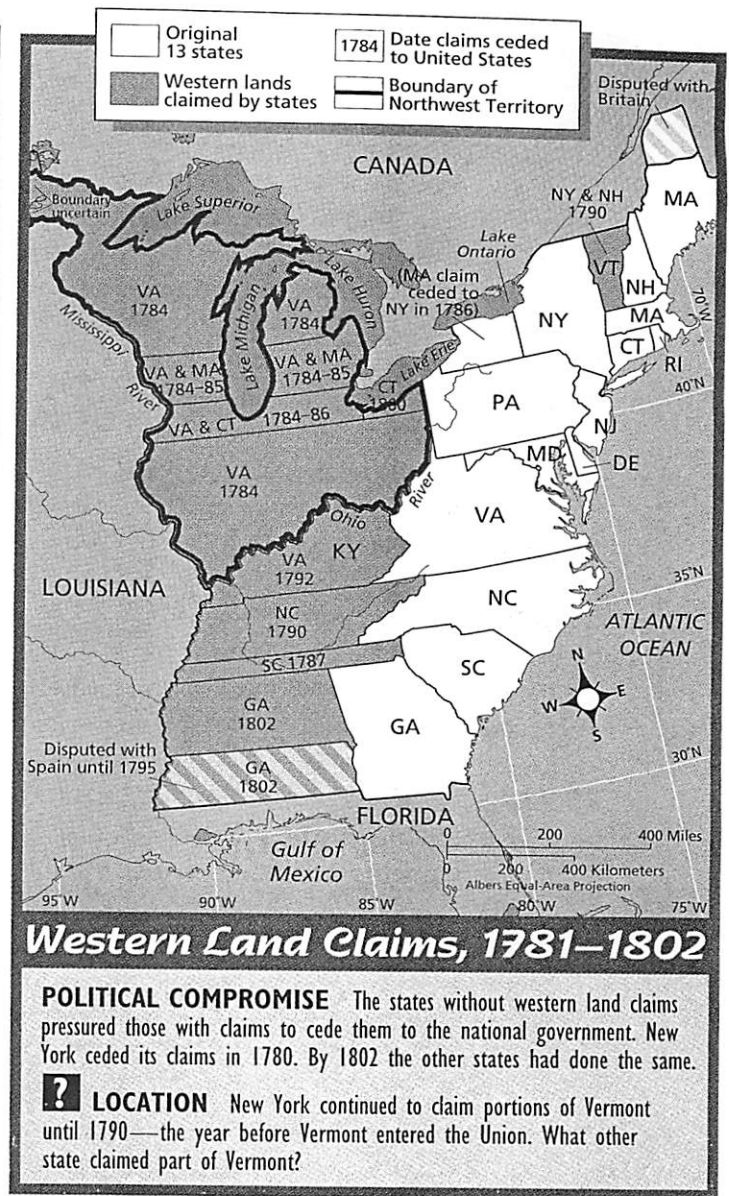 Original
13 states
1784 Date claims ceded
to United States
Western lands
claimed by states
Boundary of
Northwest Territory
Disputed with
Britain
CANADA
NY & NH
1790
MA
Boundary
uncertain
Lake Superior
Lake
Ontario
VT
NH
(MA claim
ceded to
NY in 1786)
Lake Huron
VA
1784
Lake Michigan
VA
1784
NY
MA
70°W
Mississippi
River
VA & MA
1784-85
VA & MA
1784-85
Lake Erie
CT
RI
CT
1800
40°N
PA
NJ
VA & CT 1784-86
MD
DE
VA
1784
River
VA
Ohio
KY
VA
1792
35°N
LOUISIANA
NC
1790
NC
ATLANTIC
OCEAN
SC 1787
SC
N
W
E
S
GA
1802
GA
Disputed with
Spain until 1795
GA
1802
30°N
FLORIDA
0 200 400 Miles
Gulf of
Mexico
0 200 400 Kilometers
Albers Equal-Area Projection
95°W 90°W 85°W 80°W 75°W
Western Land Claims, 1781–1802
POLITICAL COMPROMISE The states without western land claims
pressured those with claims to cede them to the national government. New
York ceded its claims in 1780. By 1802 the other states had done the same.
? LOCATION New York continued to claim portions of Vermont
until 1790—the year before Vermont entered the Union. What other
state claimed part of Vermont?